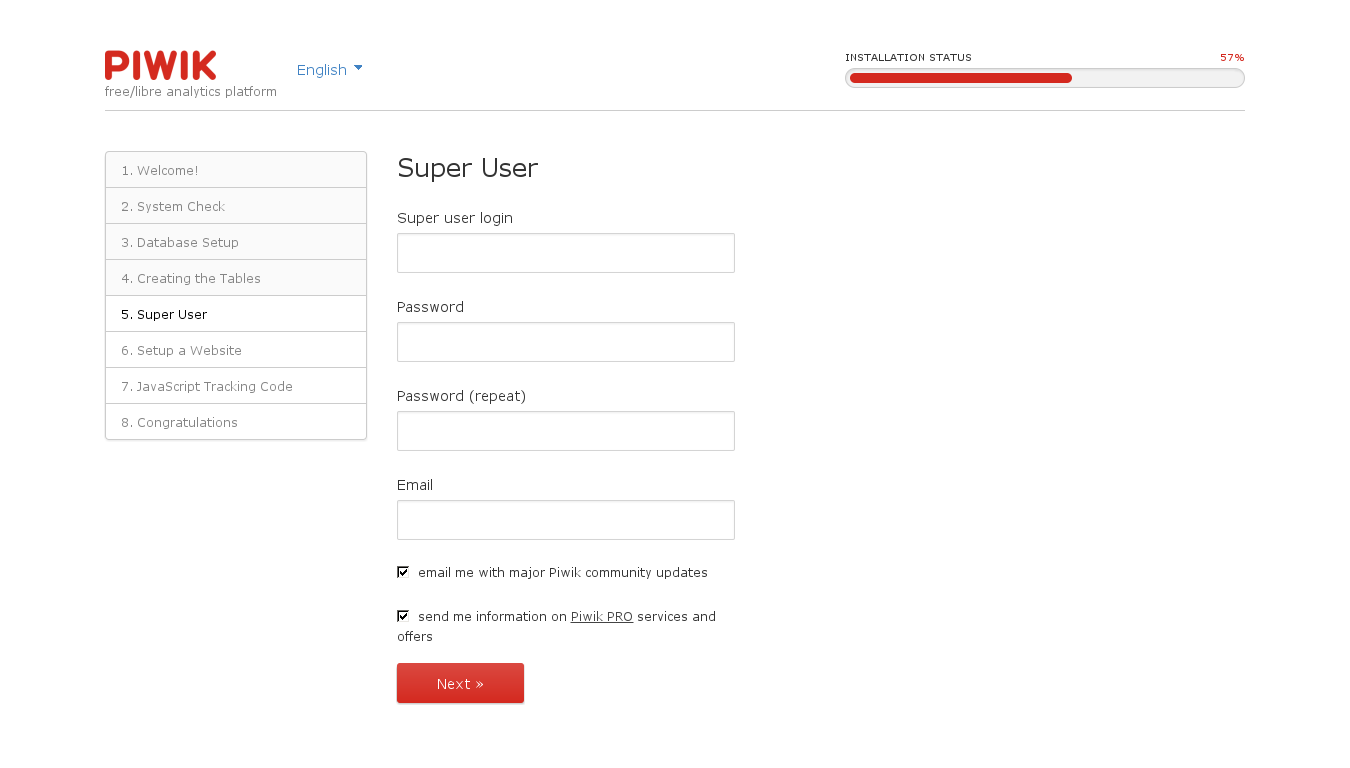 PIWIK
free/libre analytics platform
English
INSTALLATION STATUS 57%
1. Welcome!
2. System Check
3. Database Setup
4. Creating the Tables
5. Super User
6. Setup a Website
7. JavaScript Tracking Code
8. Congratulations
Super User
Super user login
Password
Password (repeat)
Email
email me with major Piwik community updates
send me information on Piwik PRO services and
offers
Next »